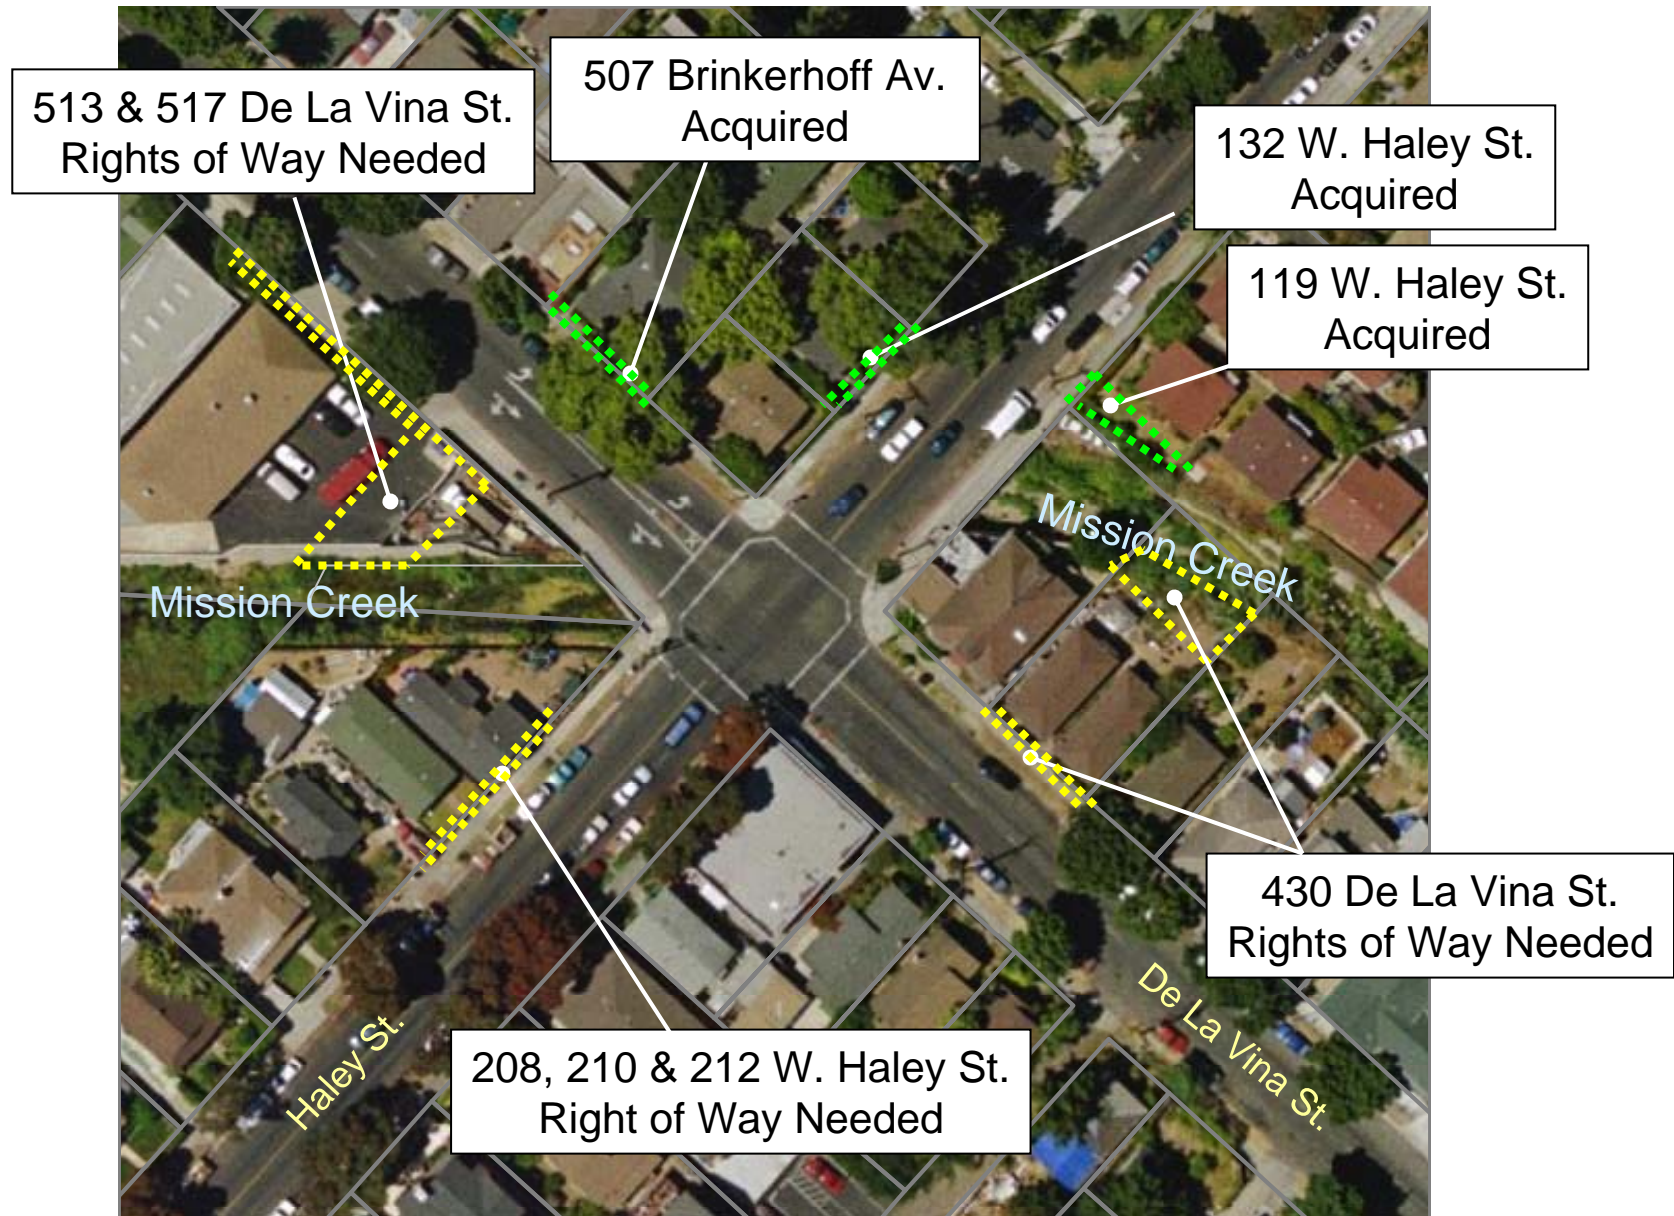 507 Brinkerhoff Av.
Acquired
513 & 517 De La Vina St.
Rights of Way Needed
132 W. Haley St.
Acquired
119 W. Haley St.
Acquired
Mission Creek
Mission Creek
430 De La Vina St.
Rights of Way Needed
De La Vina St.
Haley St.
208, 210 & 212 W. Haley St.
Right of Way Needed